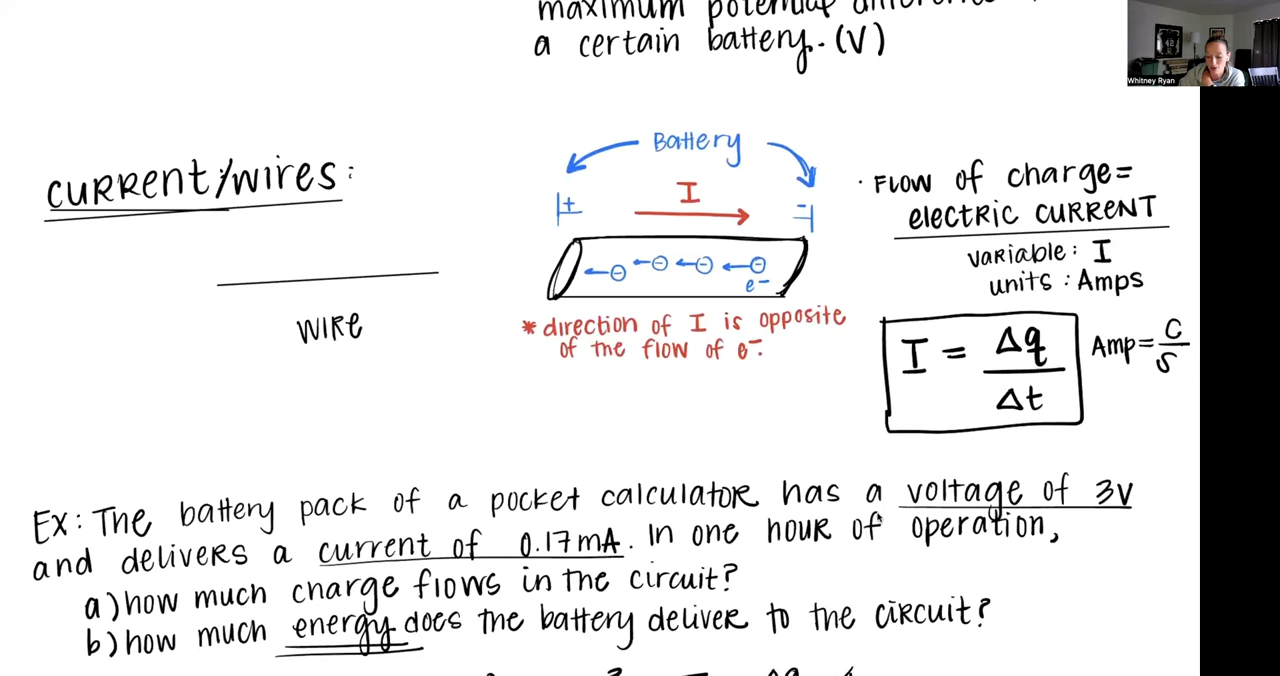 maximum potential difference
a certain battery. (V)
Whitney Ryan
current/wires:
wire
Battery
+
I
-
e⁻
* direction of I is opposite
of the flow of e⁻.
· Flow of charge =
electric current
variable: I
units: Amps
I = Δq / Δt
Amp = C / s
Ex: The battery pack of a pocket calculator has a voltage of 3V
and delivers a current of 0.17mA. In one hour of operation,
a) how much charge flows in the circuit?
b) how much energy does the battery deliver to the circuit?